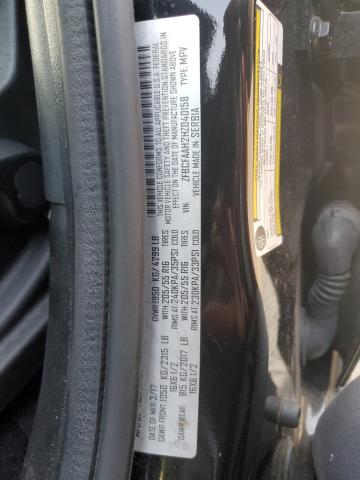 DATE OF MFR: 3/17
GVWR 1950 KG/4299 LB
GAWR FRONT: 1050 KG/2315 LB WITH: 205/55 R16 TIRES
16X6 1/2 RIMS AT: 240KPA/35PSI COLD
GAWR REAR: 915 KG/2017 LB WITH: 205/55 R16 TIRES
16X6 1/2 RIMS AT: 230KPA/33PSI COLD
THIS VEHICLE CONFORMS TO ALL APPLICABLE U.S.A. FEDERAL
MOTOR VEHICLE SAFETY, BUMPER, AND THEFT PREVENTION STANDARDS IN
EFFECT ON THE DATE OF MANUFACTURE SHOWN ABOVE.
VIN: ZFBCFAAH2HZ040158 TYPE: MPV
VEHICLE MADE IN SERBIA